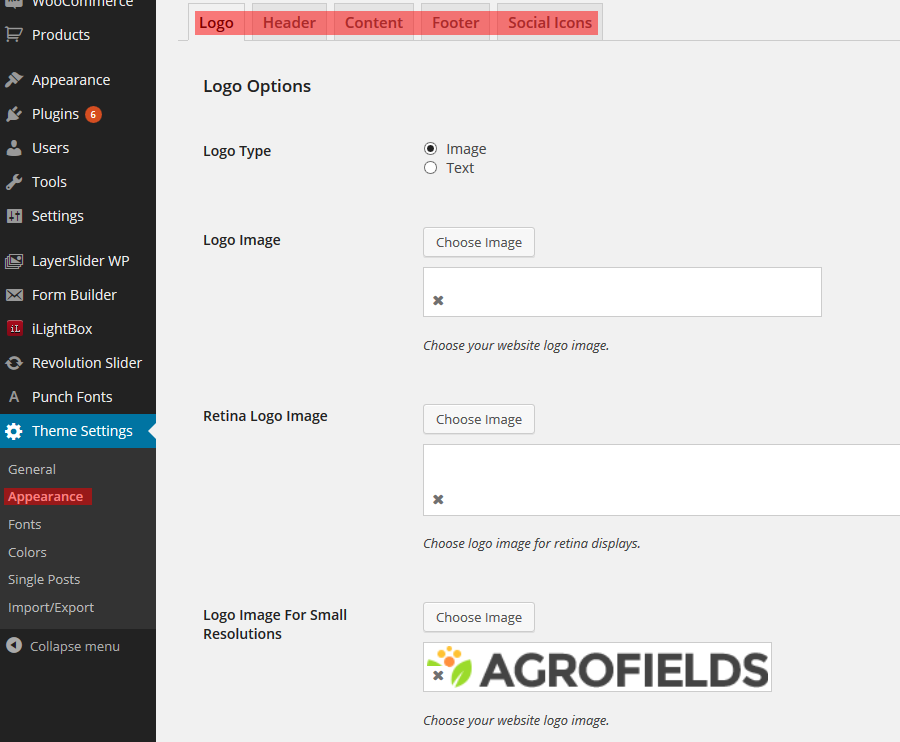 WooCommerce
Products
Appearance
Plugins 6
Users
Tools
Settings
LayerSlider WP
Form Builder
iL iLightBox
Revolution Slider
A Punch Fonts
Theme Settings
General
Appearance
Fonts
Colors
Single Posts
Import/Export
Collapse menu
Logo Header Content Footer Social Icons
Logo Options
Logo Type
Image
Text
Logo Image
Choose Image
Choose your website logo image.
Retina Logo Image
Choose Image
Choose logo image for retina displays.
Logo Image For Small
Resolutions
Choose Image
AGROFIELDS
Choose your website logo image.